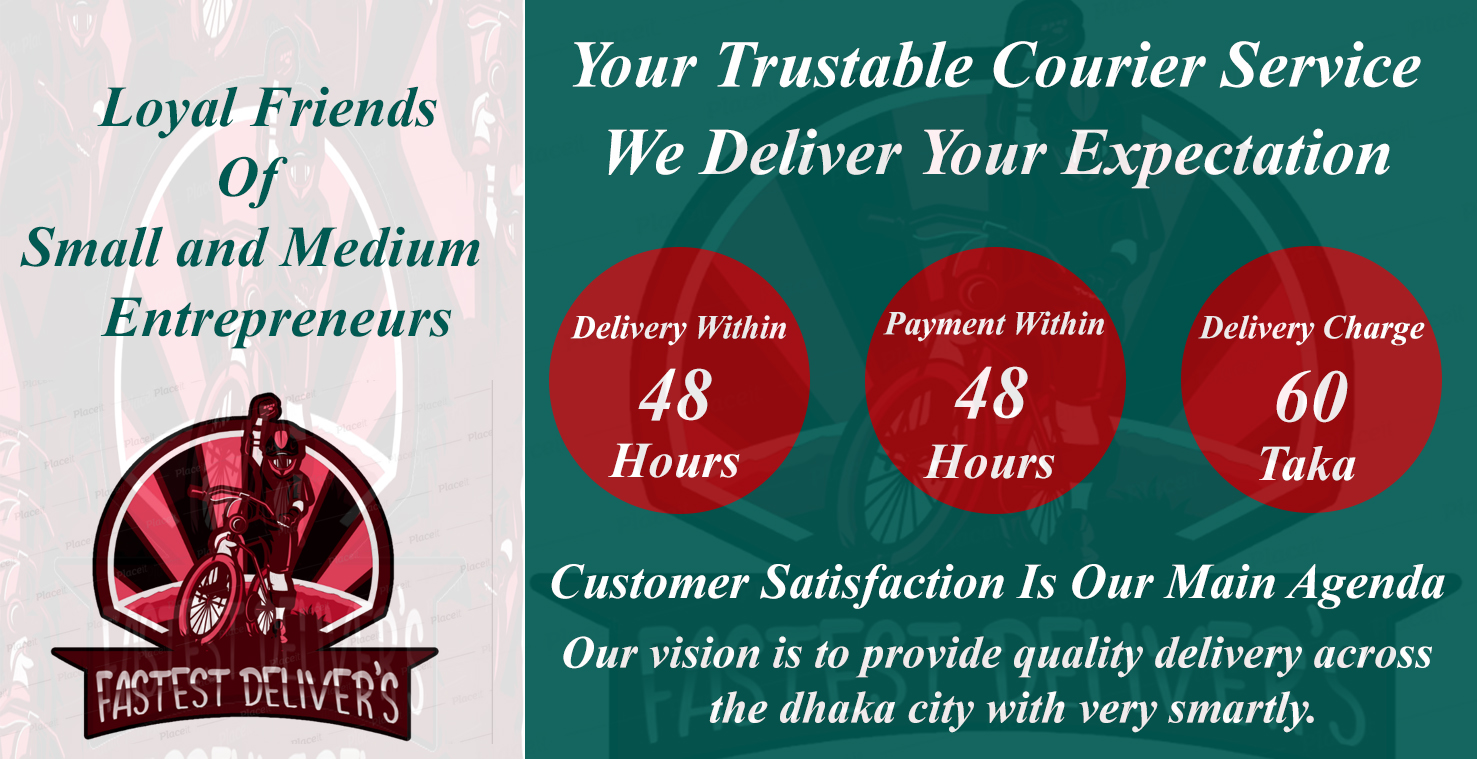 Loyal Friends
Of
Small and Medium
Entrepreneurs
FASTEST DELIVER'S
Your Trustable Courier Service
We Deliver Your Expectation
Delivery Within
48
Hours
Payment Within
48
Hours
Delivery Charge
60
Taka
Customer Satisfaction Is Our Main Agenda
Our vision is to provide quality delivery across
the dhaka city with very smartly.